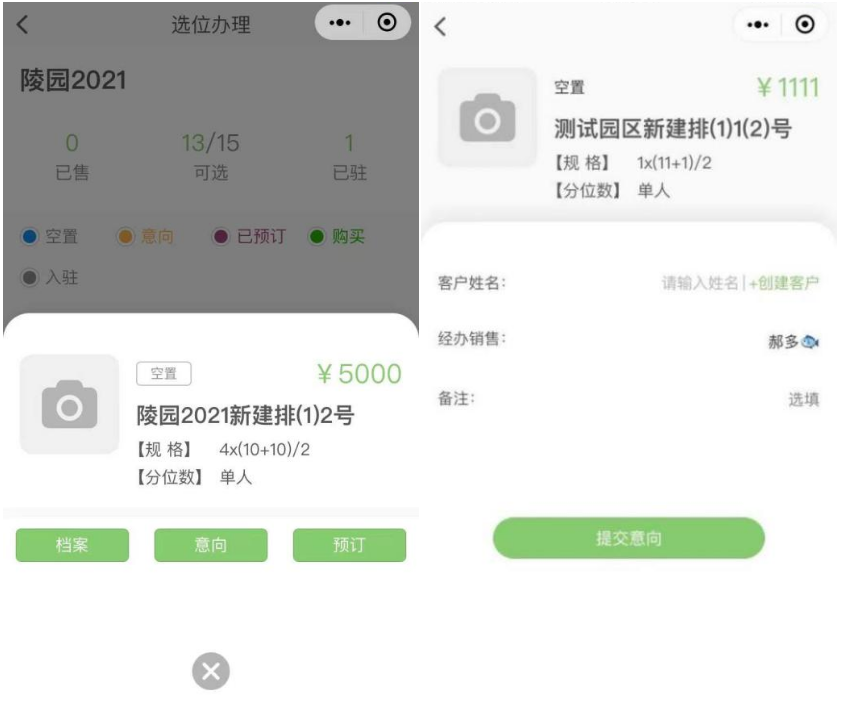 选位办理
陵园2021
0
13/15
1
已售
可选
已驻
空置
意向
已预订
购买
入驻
空置
¥ 5000
陵园2021新建排(1)2号
【规 格】 4x(10+10)/2
【分位数】 单人
档案
意向
预订
空置
¥ 1111
测试园区新建排(1)1(2)号
【规 格】 1x(11+1)/2
【分位数】 单人
客户姓名:
请输入姓名|+创建客户
经办销售:
郝多🐟
备注:
选填
提交意向